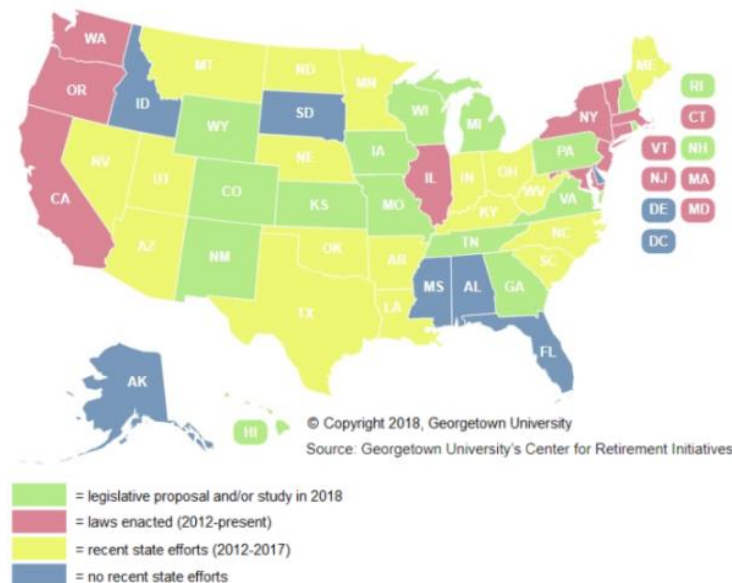 WA
ME
MT
ND
MN
OR
RI
ID
SD
WI
NY
CT
WY
MI
VT
NH
IA
PA
NE
NV
NJ
MA
IL
IN
OH
UT
CO
WV
CA
KS
MO
VA
DE
MD
KY
DC
NC
TN
AZ
OK
NM
AR
SC
MS
AL
GA
TX
LA
FL
AK
HI
© Copyright 2018, Georgetown University
Source: Georgetown University's Center for Retirement Initiatives
= legislative proposal and/or study in 2018
= laws enacted (2012-present)
= recent state efforts (2012-2017)
= no recent state efforts